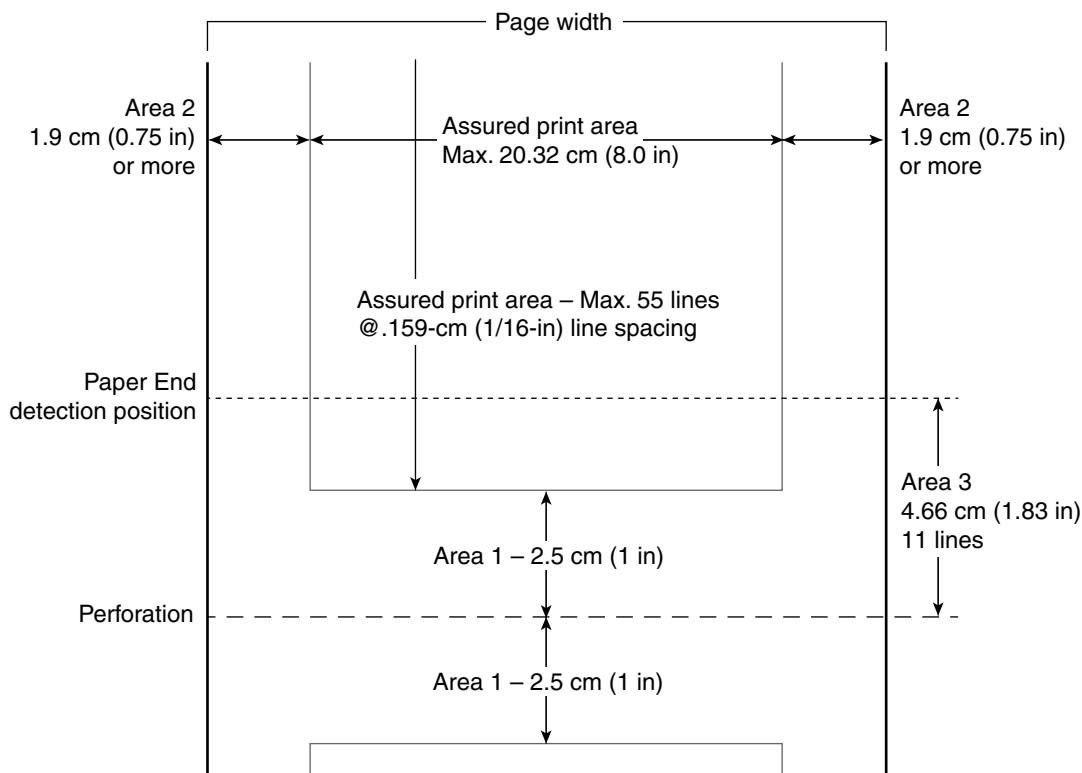 Page width
Area 2
1.9 cm (0.75 in)
or more
Assured print area
Max. 20.32 cm (8.0 in)
Area 2
1.9 cm (0.75 in)
or more
Assured print area – Max. 55 lines
@.159-cm (1/16-in) line spacing
Paper End
detection position
Area 3
4.66 cm (1.83 in)
11 lines
Area 1 – 2.5 cm (1 in)
Perforation
Area 1 – 2.5 cm (1 in)